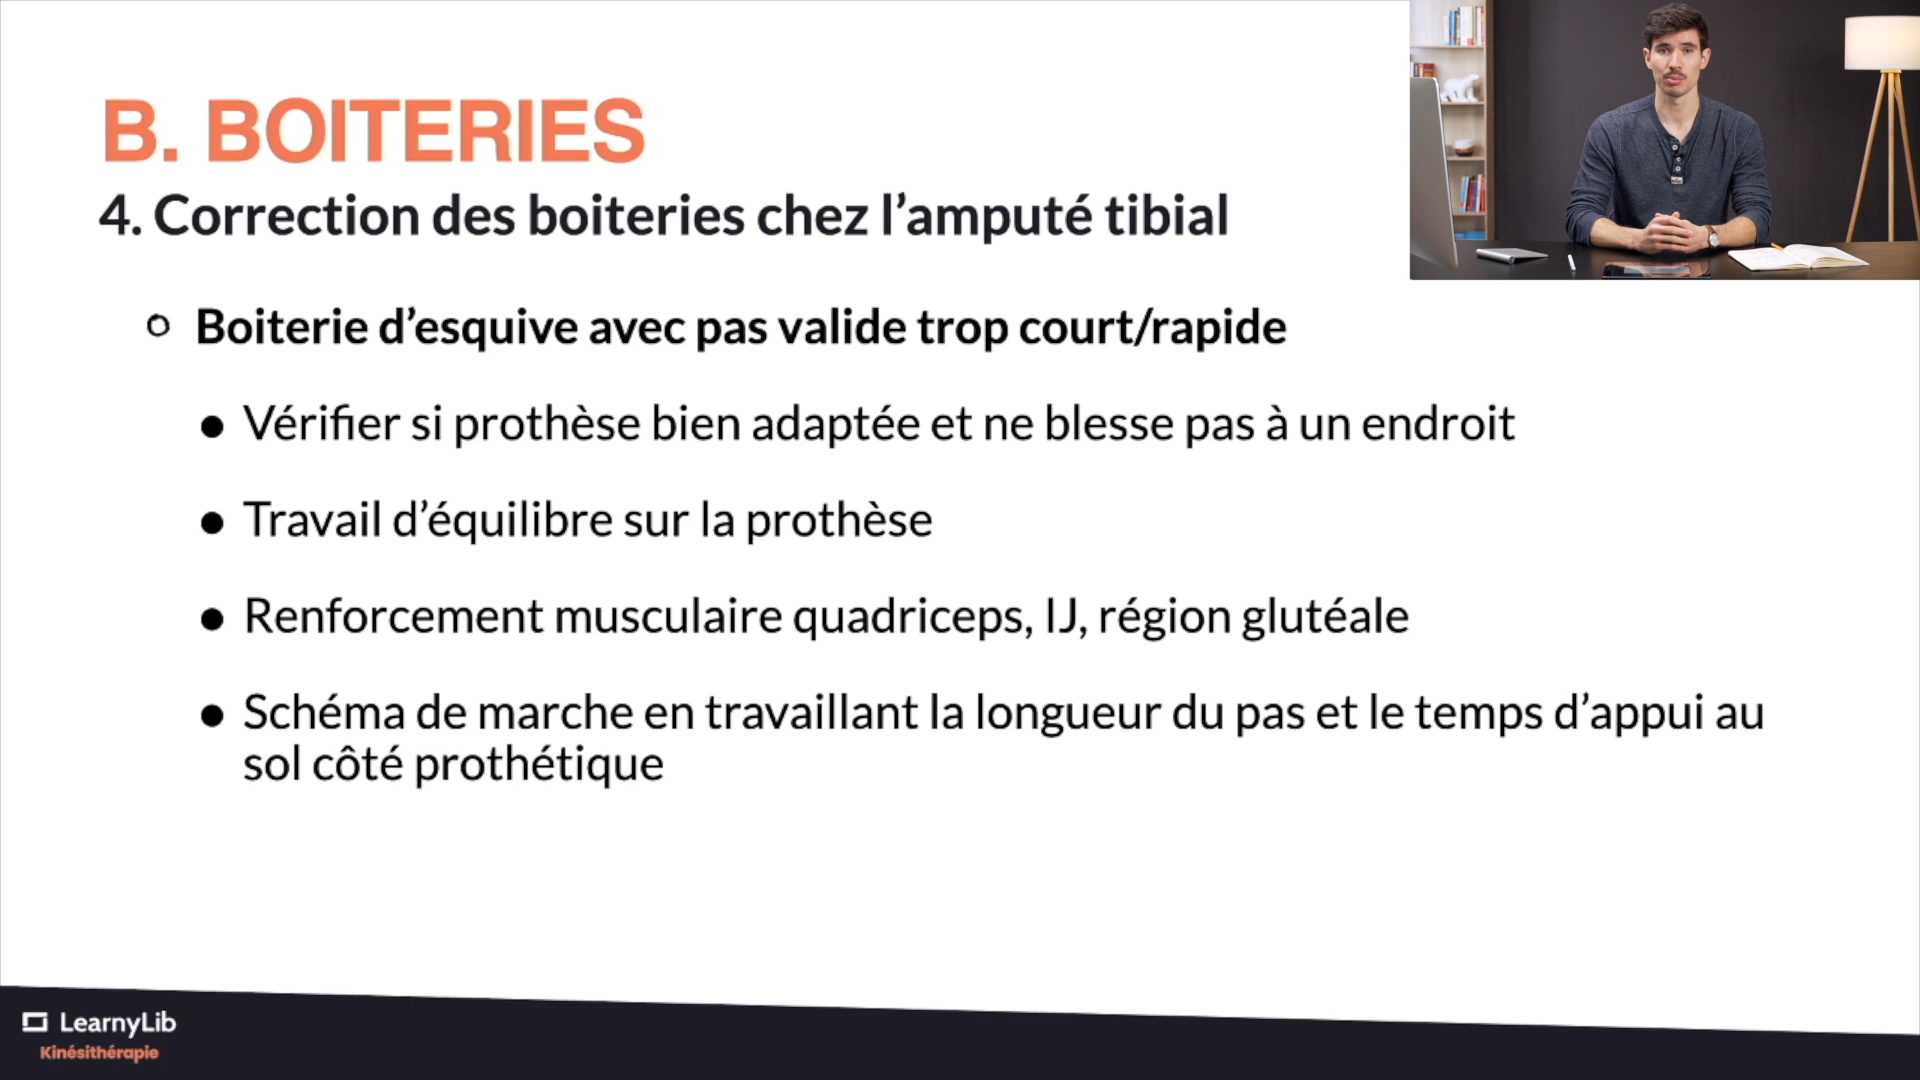 B. BOITERIES
4. Correction des boiteries chez l’amputé tibial
Boiterie d’esquive avec pas valide trop court/rapide
Vérifier si prothèse bien adaptée et ne blesse pas à un endroit
Travail d’équilibre sur la prothèse
Renforcement musculaire quadriceps, IJ, région glutéale
Schéma de marche en travaillant la longueur du pas et le temps d’appui au
sol côté prothétique
LearnyLib
Kinésithérapie